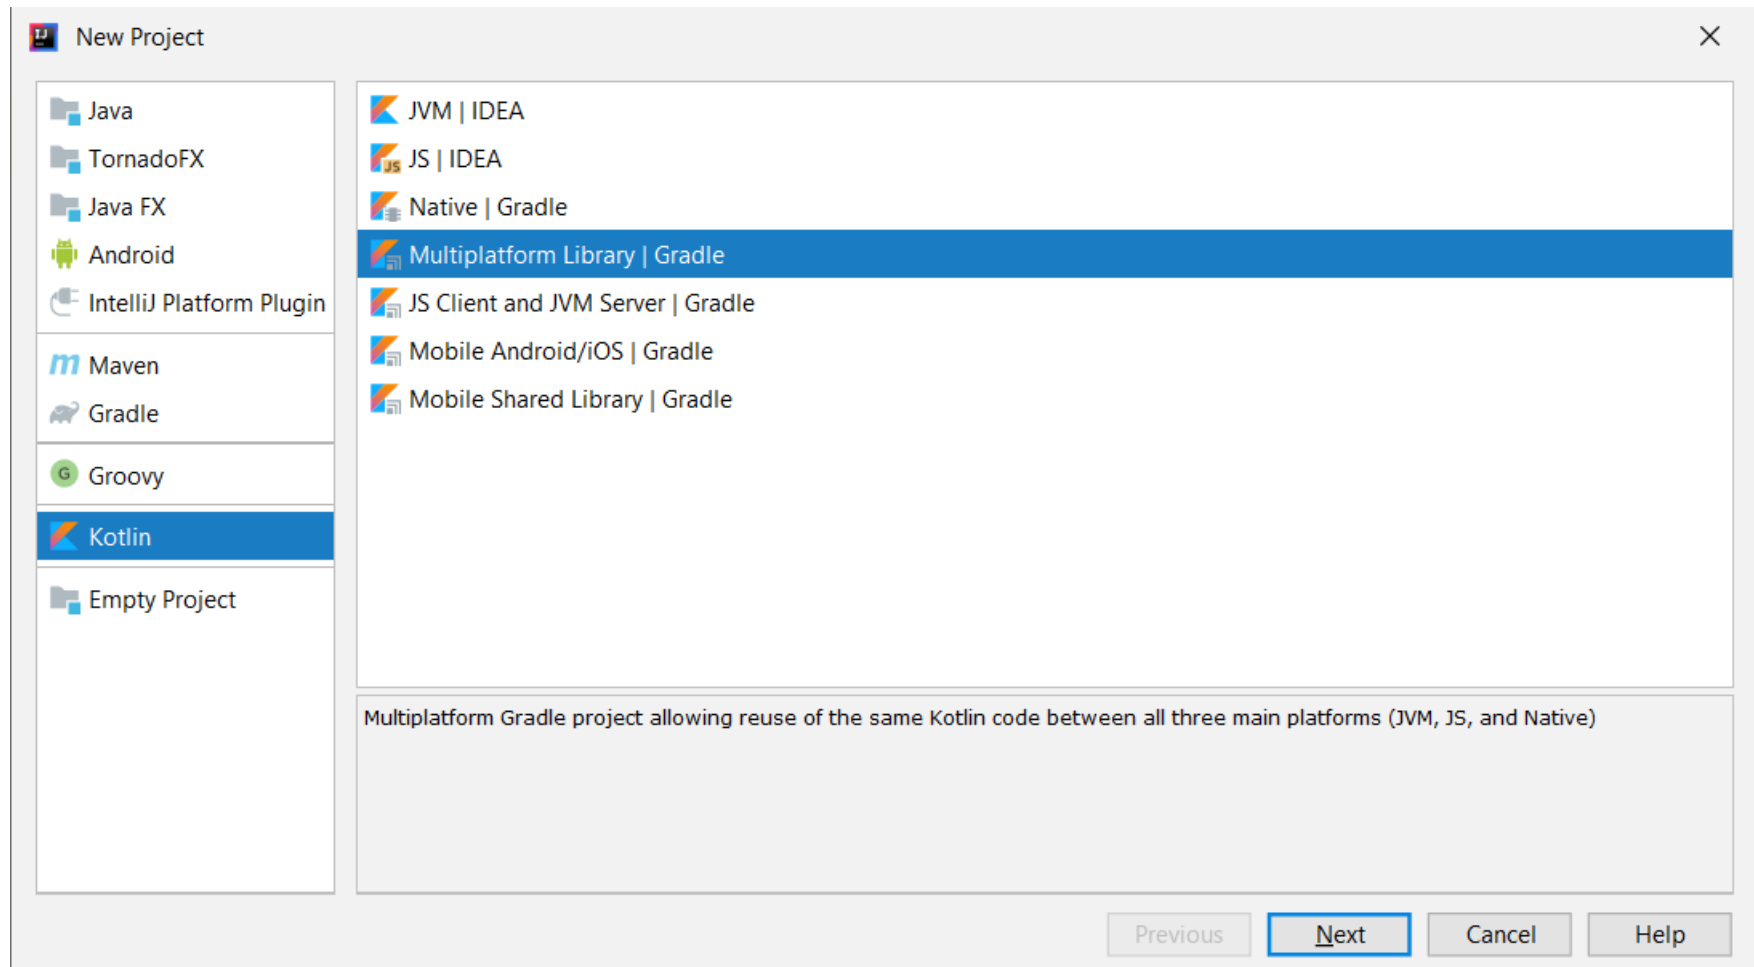 New Project
Java
TornadoFX
Java FX
Android
IntelliJ Platform Plugin
Maven
Gradle
Groovy
Kotlin
Empty Project
JVM | IDEA
JS | IDEA
Native | Gradle
Multiplatform Library | Gradle
JS Client and JVM Server | Gradle
Mobile Android/iOS | Gradle
Mobile Shared Library | Gradle
Multiplatform Gradle project allowing reuse of the same Kotlin code between all three main platforms (JVM, JS, and Native)
Previous
Next
Cancel
Help